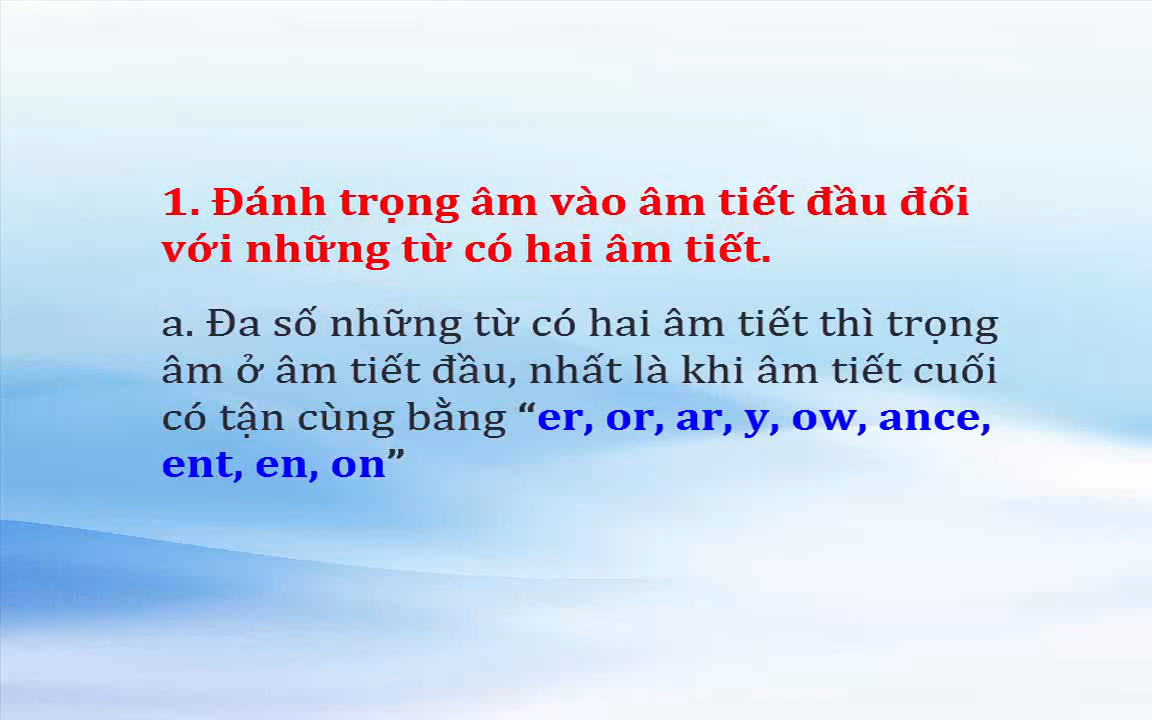 1. Đánh trọng âm vào âm tiết đầu đối
với những từ có hai âm tiết.
a. Đa số những từ có hai âm tiết thì trọng
âm ở âm tiết đầu, nhất là khi âm tiết cuối
có tận cùng bằng “er, or, ar, y, ow, ance,
ent, en, on”